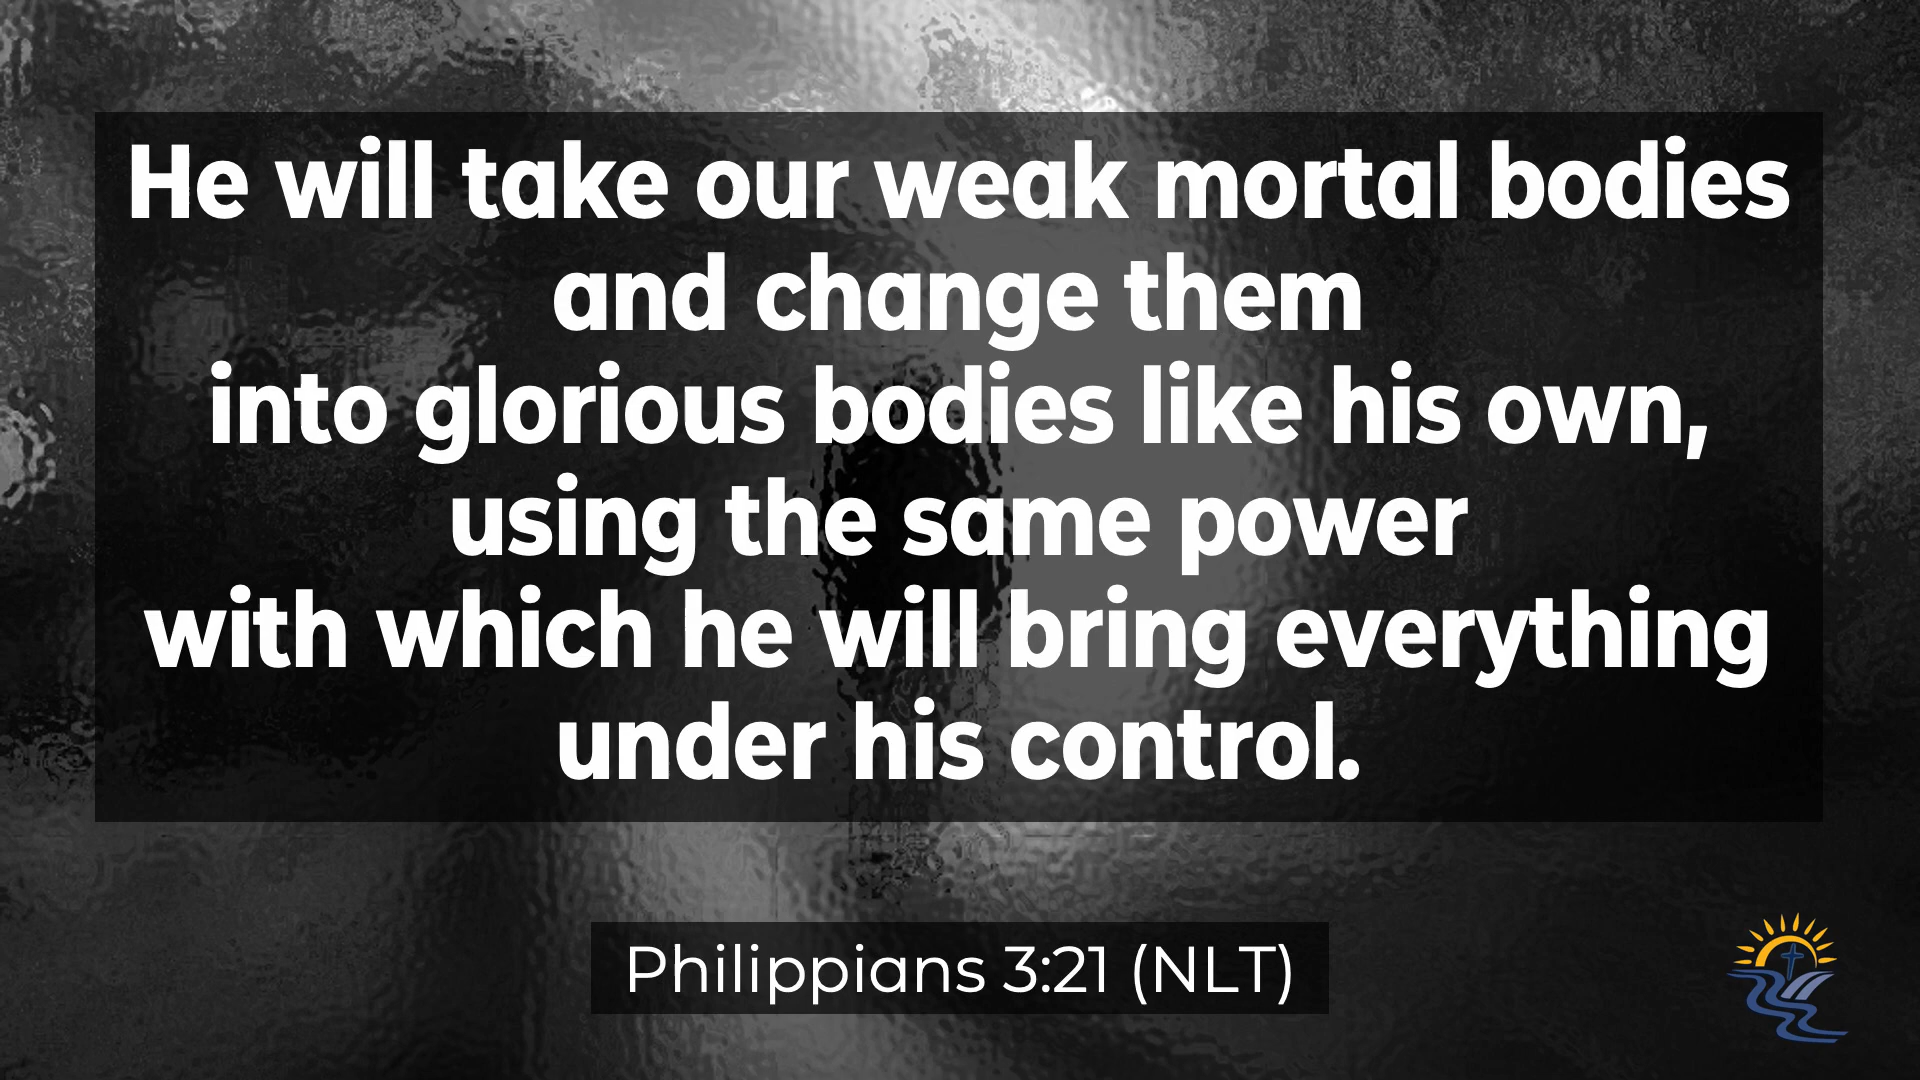 He will take our weak mortal bodies
and change them
into glorious bodies like his own,
using the same power
with which he will bring everything
under his control.
Philippians 3:21 (NLT)